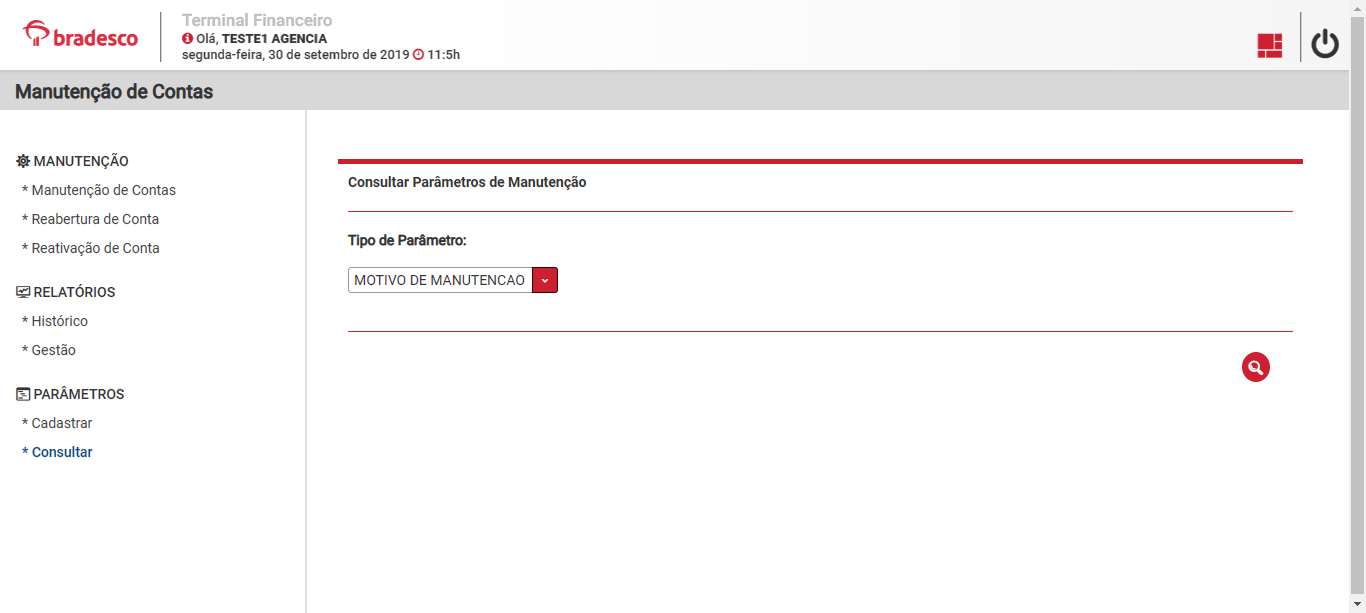 bradesco
Terminal Financeiro
Olá, TESTE1 AGENCIA
segunda-feira, 30 de setembro de 2019 11:5h
Manutenção de Contas
MANUTENÇÃO
* Manutenção de Contas
* Reabertura de Conta
* Reativação de Conta
RELATÓRIOS
* Histórico
* Gestão
PARÂMETROS
* Cadastrar
* Consultar
Consultar Parâmetros de Manutenção
Tipo de Parâmetro:
MOTIVO DE MANUTENCAO